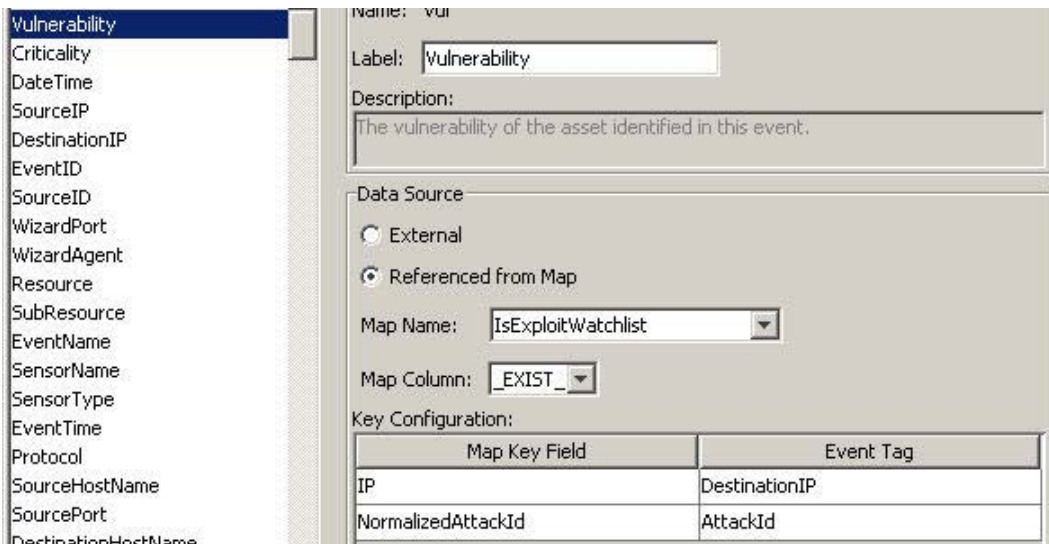 Vulnerability
Criticality
DateTime
SourceIP
DestinationIP
EventID
SourceID
WizardPort
WizardAgent
Resource
SubResource
EventName
SensorName
SensorType
EventTime
Protocol
SourceHostName
SourcePort
DestinationHostName
Name: Vul
Label: Vulnerability
Description:
The vulnerability of the asset identified in this event.
Data Source
External
Referenced from Map
Map Name: IsExploitWatchlist
Map Column: _EXIST_
Key Configuration:
Map Key Field Event Tag
IP DestinationIP
NormalizedAttackId AttackId